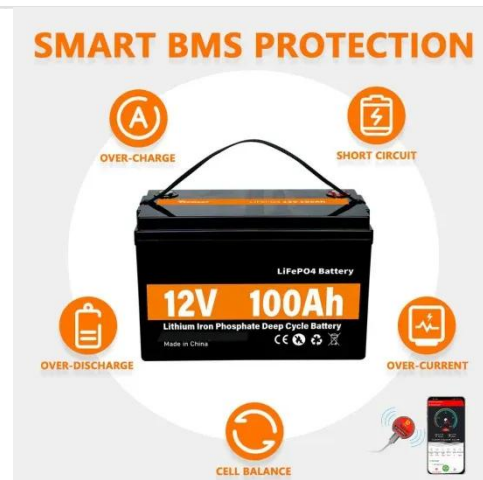 SMART BMS PROTECTION
OVER-CHARGE
SHORT CIRCUIT
LiFePO4 Battery
12V 100Ah
Lithium Iron Phosphate Deep Cycle Battery
Made in China
CE
OVER-DISCHARGE
OVER-CURRENT
CELL BALANCE